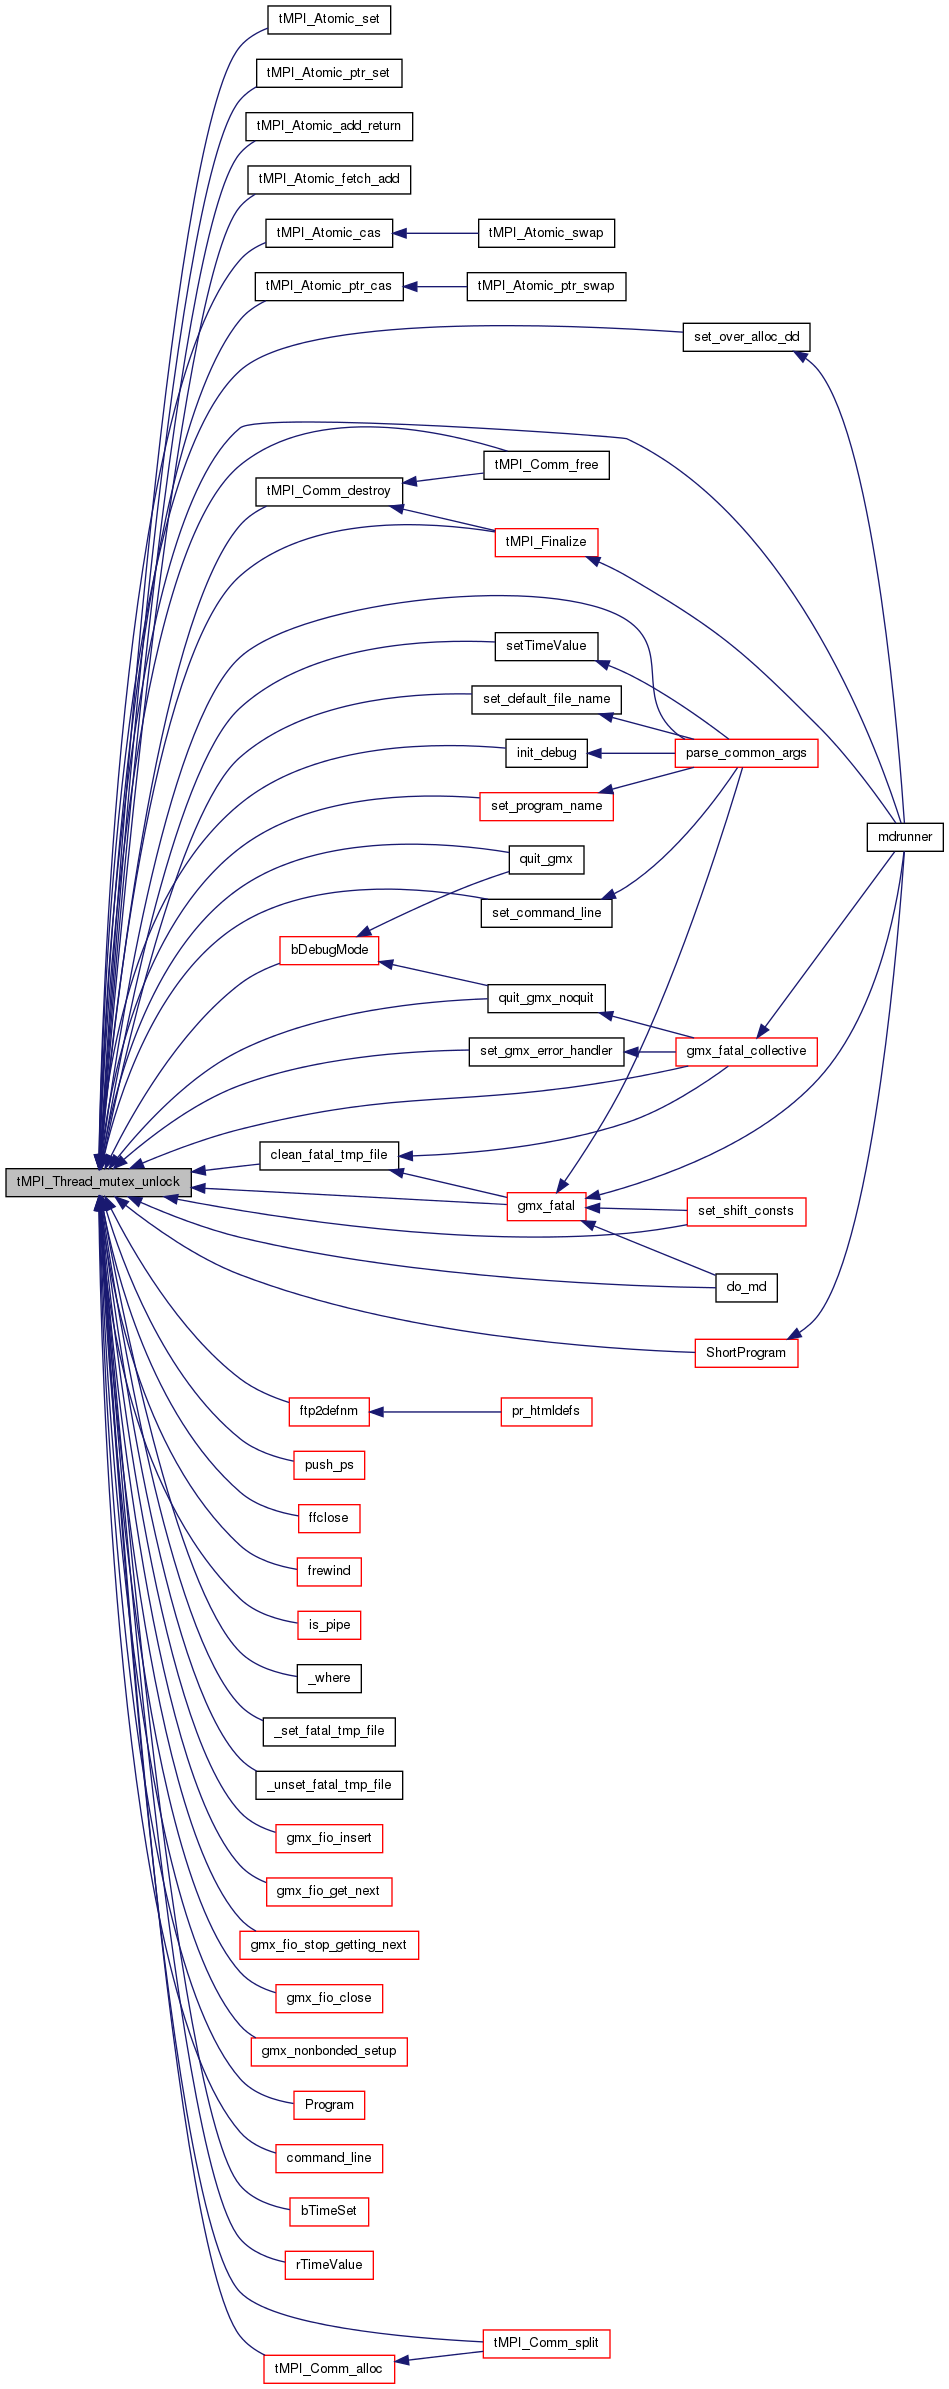 tMPI_Atomic_set
tMPI_Atomic_ptr_set
tMPI_Atomic_add_return
tMPI_Atomic_fetch_add
tMPI_Atomic_cas
tMPI_Atomic_swap
tMPI_Atomic_ptr_cas
tMPI_Atomic_ptr_swap
set_over_alloc_dd
tMPI_Comm_free
tMPI_Comm_destroy
tMPI_Finalize
setTimeValue
set_default_file_name
init_debug
parse_common_args
set_program_name
mdrunner
quit_gmx
set_command_line
bDebugMode
quit_gmx_noquit
set_gmx_error_handler
gmx_fatal_collective
clean_fatal_tmp_file
tMPI_Thread_mutex_unlock
gmx_fatal
set_shift_consts
do_md
ShortProgram
ftp2defnm
pr_htmldefs
push_ps
ffclose
frewind
is_pipe
_where
_set_fatal_tmp_file
_unset_fatal_tmp_file
gmx_fio_insert
gmx_fio_get_next
gmx_fio_stop_getting_next
gmx_fio_close
gmx_nonbonded_setup
Program
command_line
bTimeSet
rTimeValue
tMPI_Comm_split
tMPI_Comm_alloc